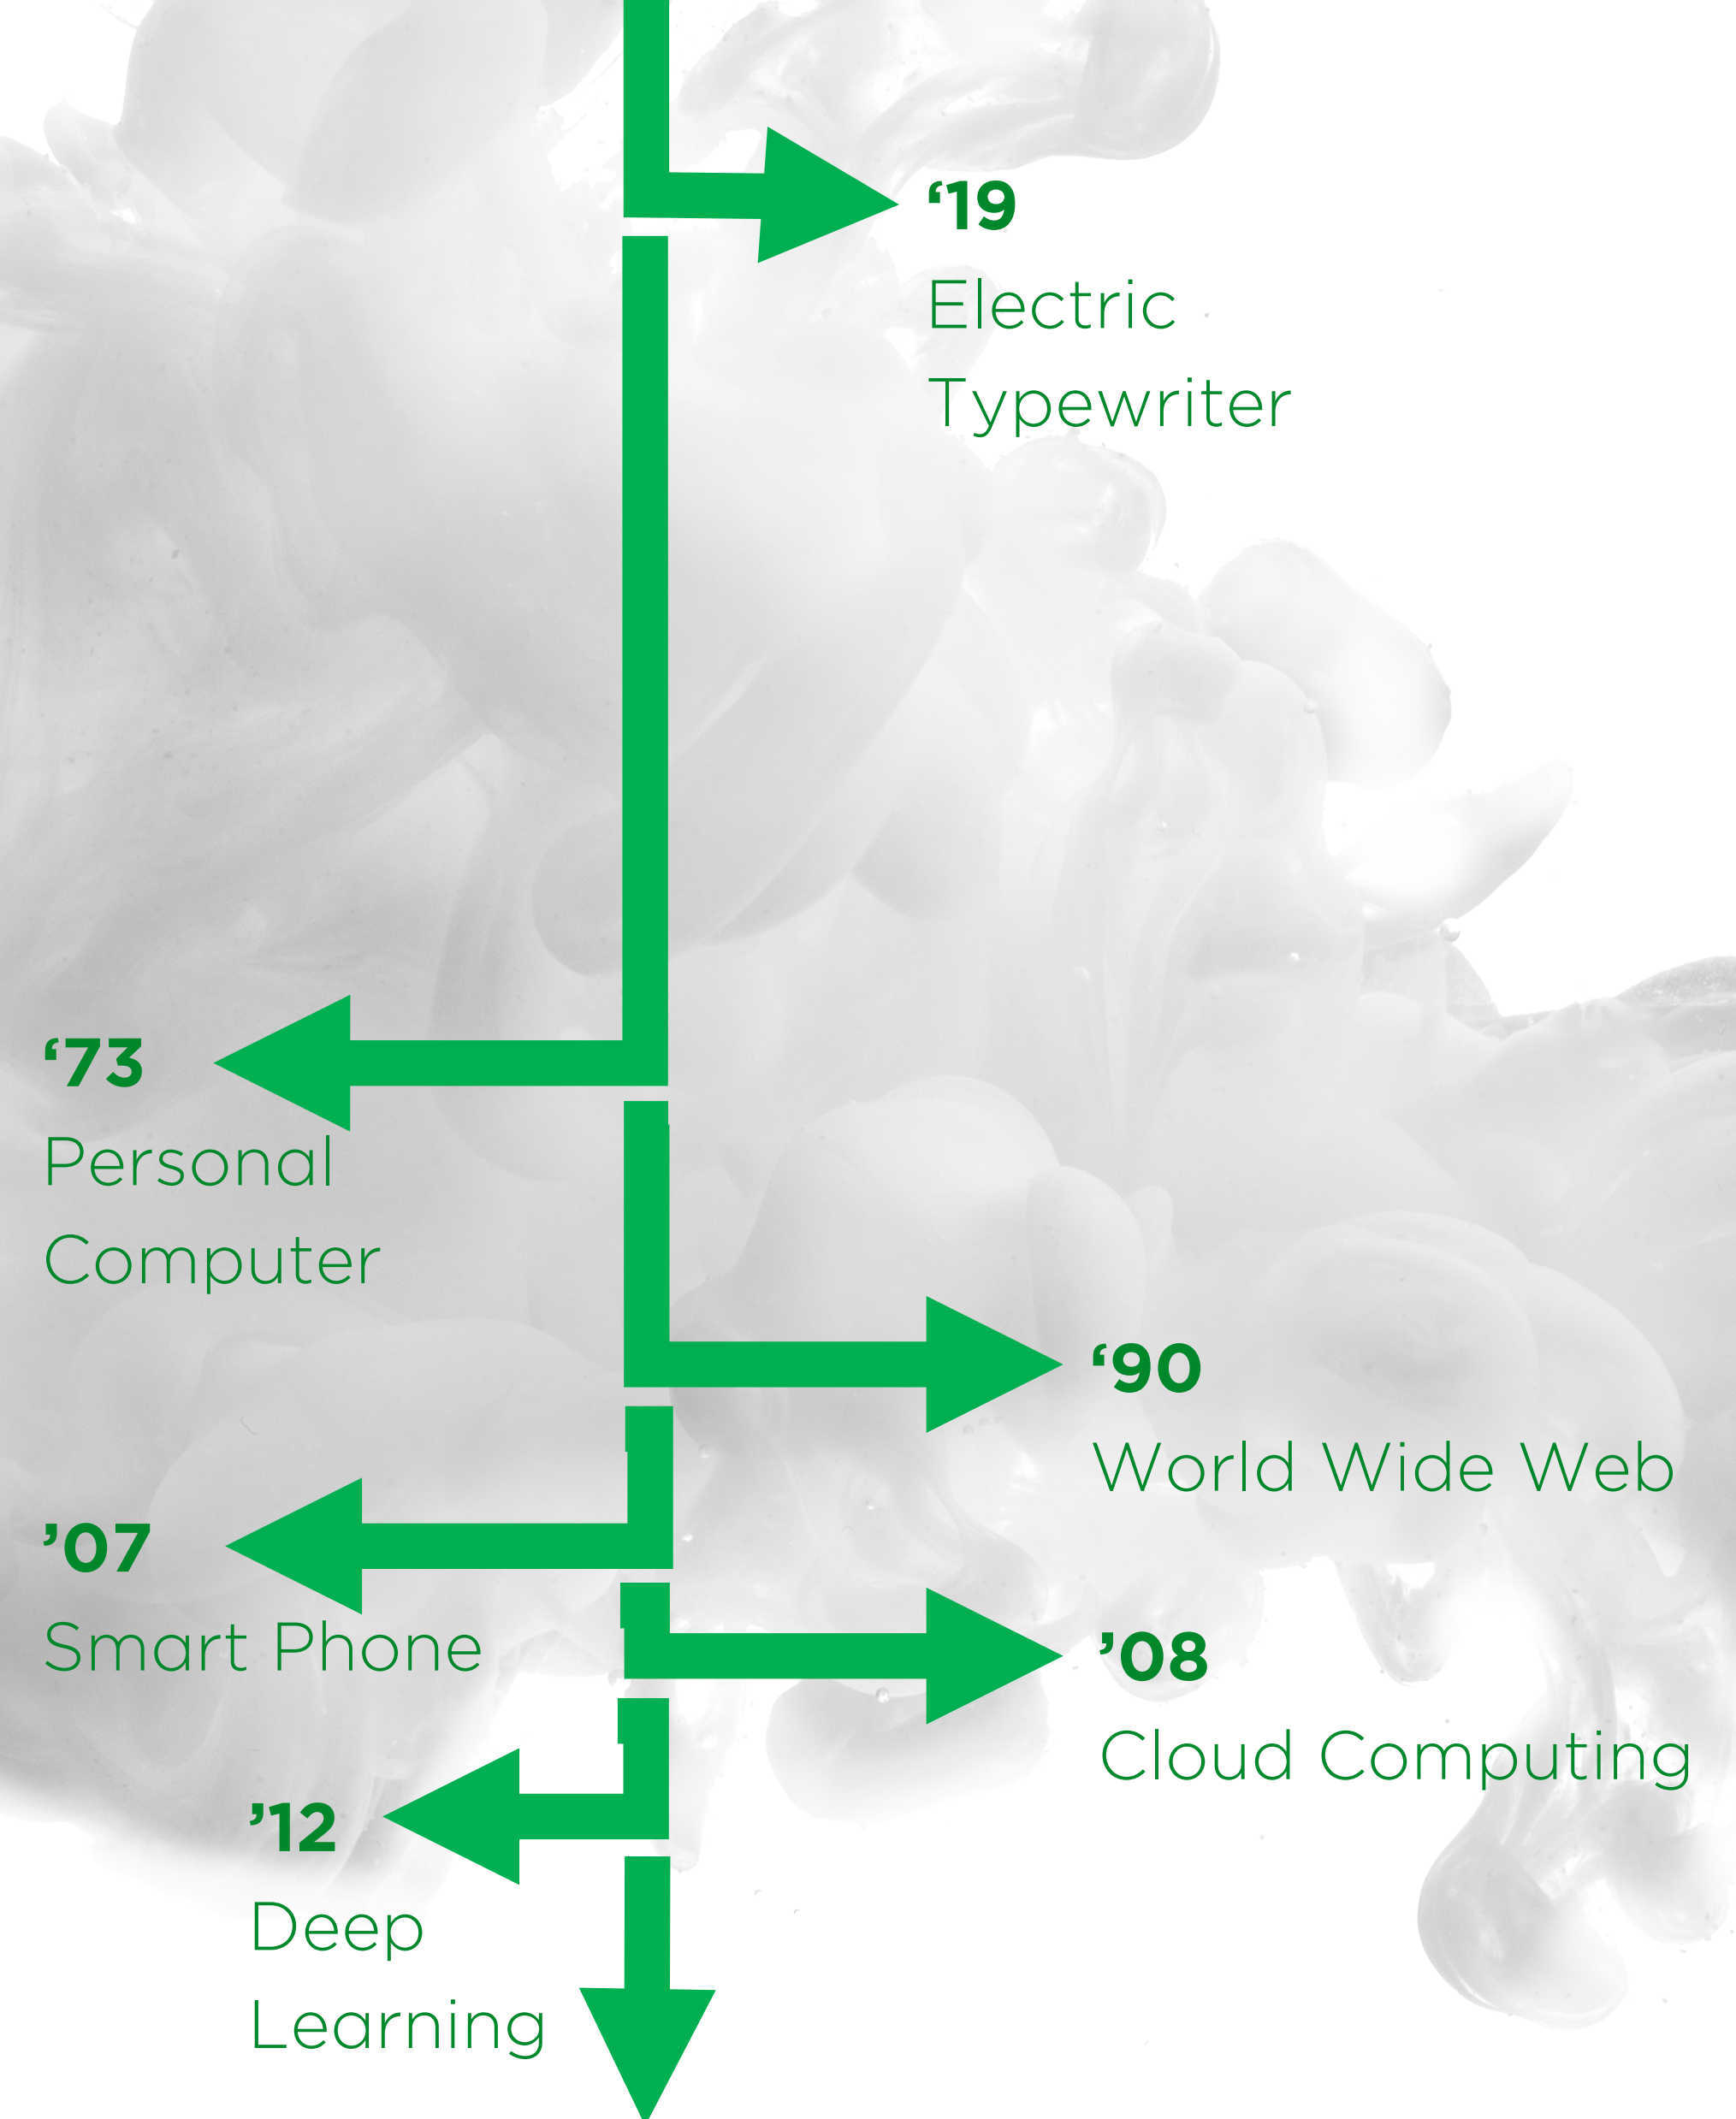 ‘19
Electric
Typewriter
‘73
Personal
Computer
‘90
World Wide Web
’07
Smart Phone
’08
Cloud Computing
’12
Deep
Learning